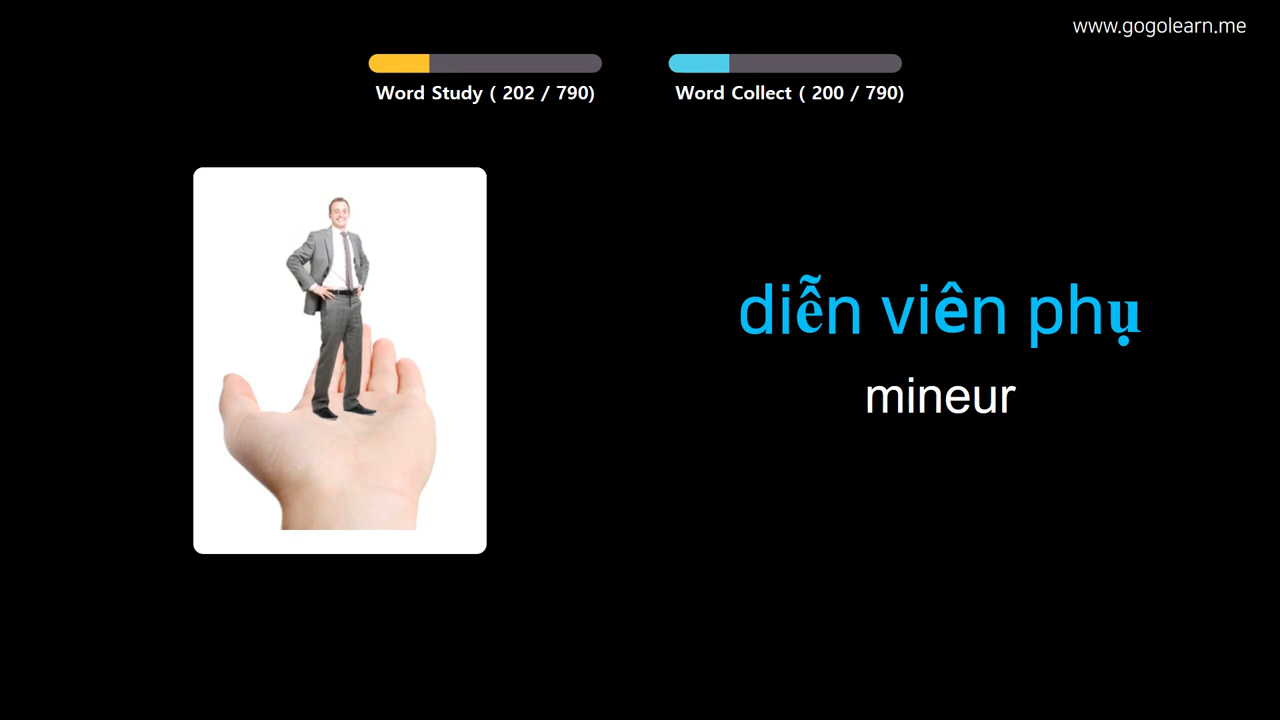 www.gogolearn.me
Word Study ( 202 / 790)
Word Collect ( 200 / 790)
diễn viên phụ
mineur